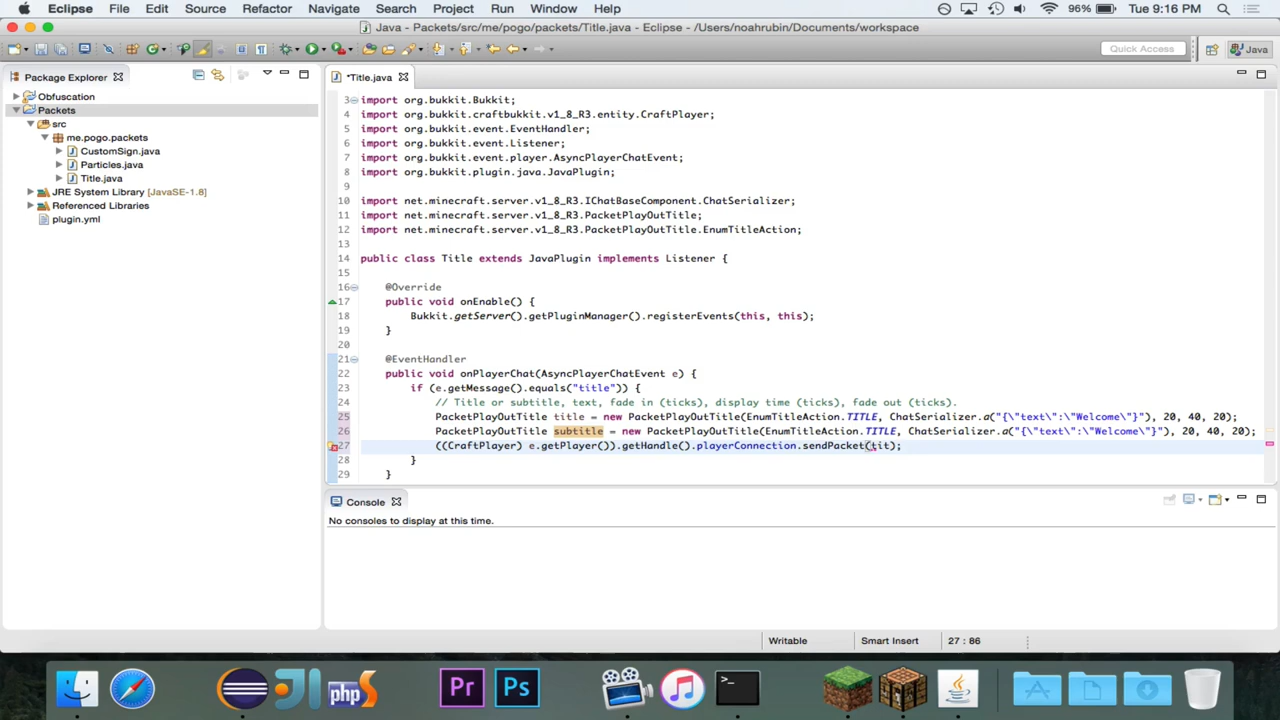 Eclipse File Edit Source Refactor Navigate Search Project Run Window Help 96% Tue 9:16 PM
Java - Packets/src/me/pogo/packets/Title.java - Eclipse - /Users/noahrubin/Documents/workspace
Quick Access Java
Package Explorer
Obfuscation
Packets
src
me.pogo.packets
CustomSign.java
Particles.java
Title.java
JRE System Library [JavaSE-1.8]
Referenced Libraries
plugin.yml
*Title.java
3 import org.bukkit.Bukkit;
4 import org.bukkit.craftbukkit.v1_8_R3.entity.CraftPlayer;
5 import org.bukkit.event.EventHandler;
6 import org.bukkit.event.Listener;
7 import org.bukkit.event.player.AsyncPlayerChatEvent;
8 import org.bukkit.plugin.java.JavaPlugin;
9
10 import net.minecraft.server.v1_8_R3.IChatBaseComponent.ChatSerializer;
11 import net.minecraft.server.v1_8_R3.PacketPlayOutTitle;
12 import net.minecraft.server.v1_8_R3.PacketPlayOutTitle.EnumTitleAction;
13
14 public class Title extends JavaPlugin implements Listener {
15
16 @Override
17 public void onEnable() {
18 Bukkit.getServer().getPluginManager().registerEvents(this, this);
19 }
20
21 @EventHandler
22 public void onPlayerChat(AsyncPlayerChatEvent e) {
23 if (e.getMessage().equals("title")) {
24 // Title or subtitle, text, fade in (ticks), display time (ticks), fade out (ticks).
25 PacketPlayOutTitle title = new PacketPlayOutTitle(EnumTitleAction.TITLE, ChatSerializer.a("{\"text\":\"Welcome\"}"), 20, 40, 20);
26 PacketPlayOutTitle subtitle = new PacketPlayOutTitle(EnumTitleAction.TITLE, ChatSerializer.a("{\"text\":\"Welcome\"}"), 20, 40, 20);
27 ((CraftPlayer) e.getPlayer()).getHandle().playerConnection.sendPacket(tit);
28 }
29 }
Console
No consoles to display at this time.
Writable Smart Insert 27 : 86
php Pr Ps >_